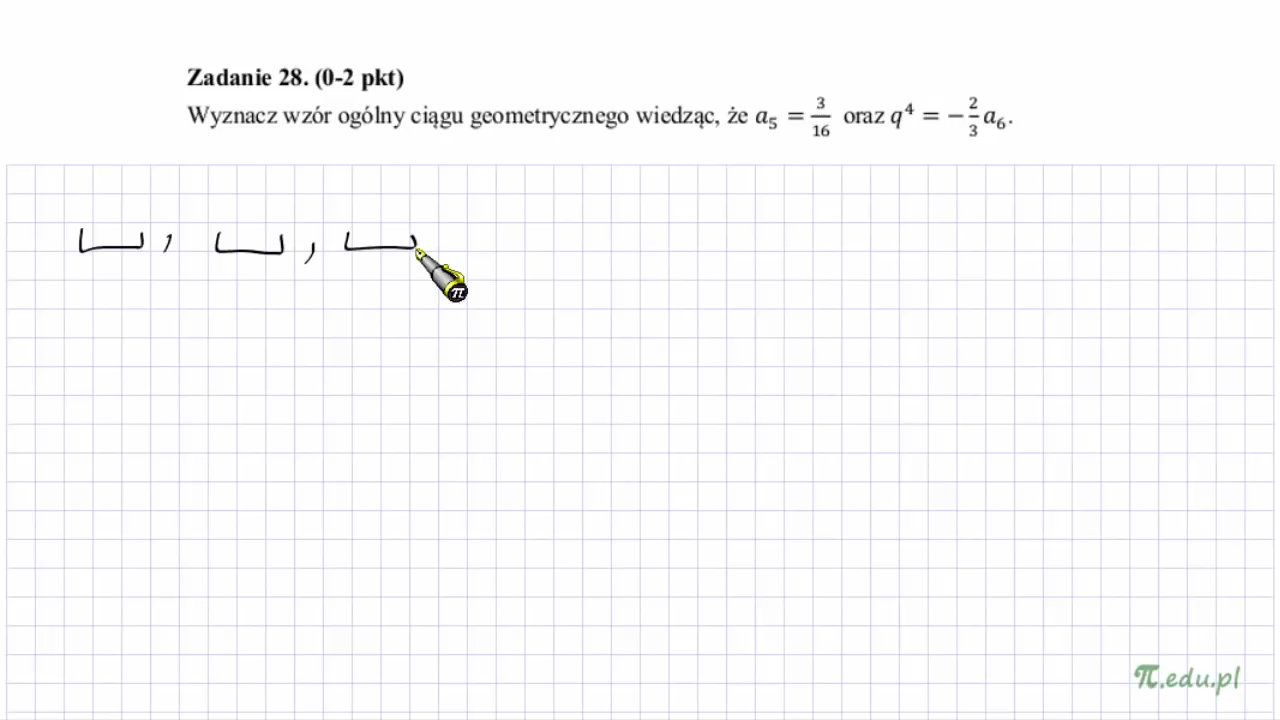 Zadanie 28. (0-2 pkt)
Wyznacz wzór ogólny ciągu geometrycznego wiedząc, że a₅ = 3/16 oraz q⁴ = −2/3 a₆.
, ,
π
π.edu.pl